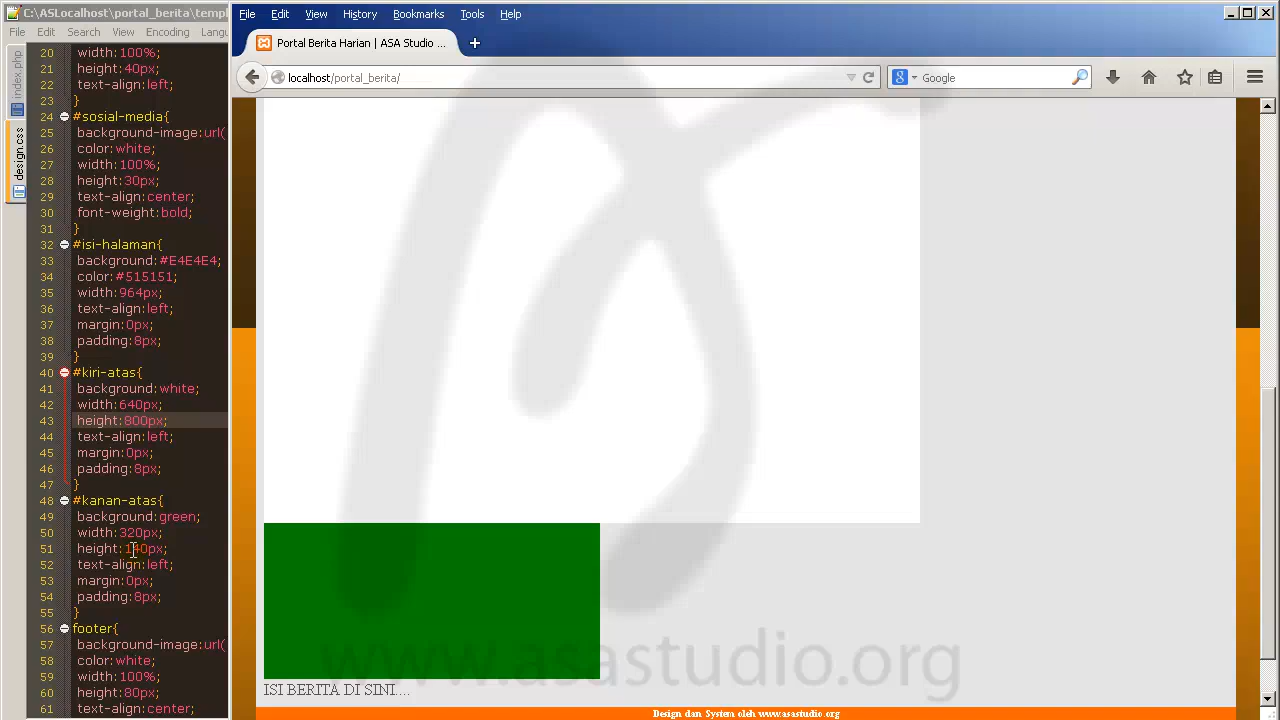 C:\ASLocalhost\portal_berita\templ
File Edit Search View Encoding Langu
index.php
design.css
20 width:100%;
21 height:40px;
22 text-align:left;
23 }
24 #sosial-media{
25 background-image:url(
26 color:white;
27 width:100%;
28 height:30px;
29 text-align:center;
30 font-weight:bold;
31 }
32 #isi-halaman{
33 background:#E4E4E4;
34 color:#515151;
35 width:964px;
36 text-align:left;
37 margin:0px;
38 padding:8px;
39 }
40 #kiri-atas{
41 background:white;
42 width:640px;
43 height:800px;
44 text-align:left;
45 margin:0px;
46 padding:8px;
47 }
48 #kanan-atas{
49 background:green;
50 width:320px;
51 height:140px;
52 text-align:left;
53 margin:0px;
54 padding:8px;
55 }
56 footer{
57 background-image:url(
58 color:white;
59 width:100%;
60 height:80px;
61 text-align:center;
File Edit View History Bookmarks Tools Help
Portal Berita Harian | ASA Studio ...
localhost/portal_berita/
Google
www.asastudio.org
ISI BERITA DI SINI....
Design dan System oleh www.asastudio.org